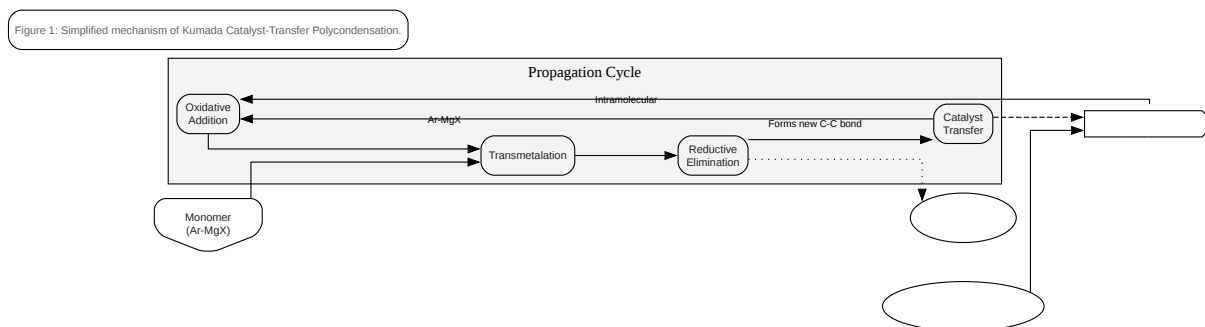 Figure 1: Simplified mechanism of Kumada Catalyst-Transfer Polycondensation.
Propagation Cycle
Intramolecular
Oxidative
Addition
Ar-MgX
Forms new C-C bond
Catalyst
Transfer
Transmetalation
Reductive
Elimination
Monomer
(Ar-MgX)